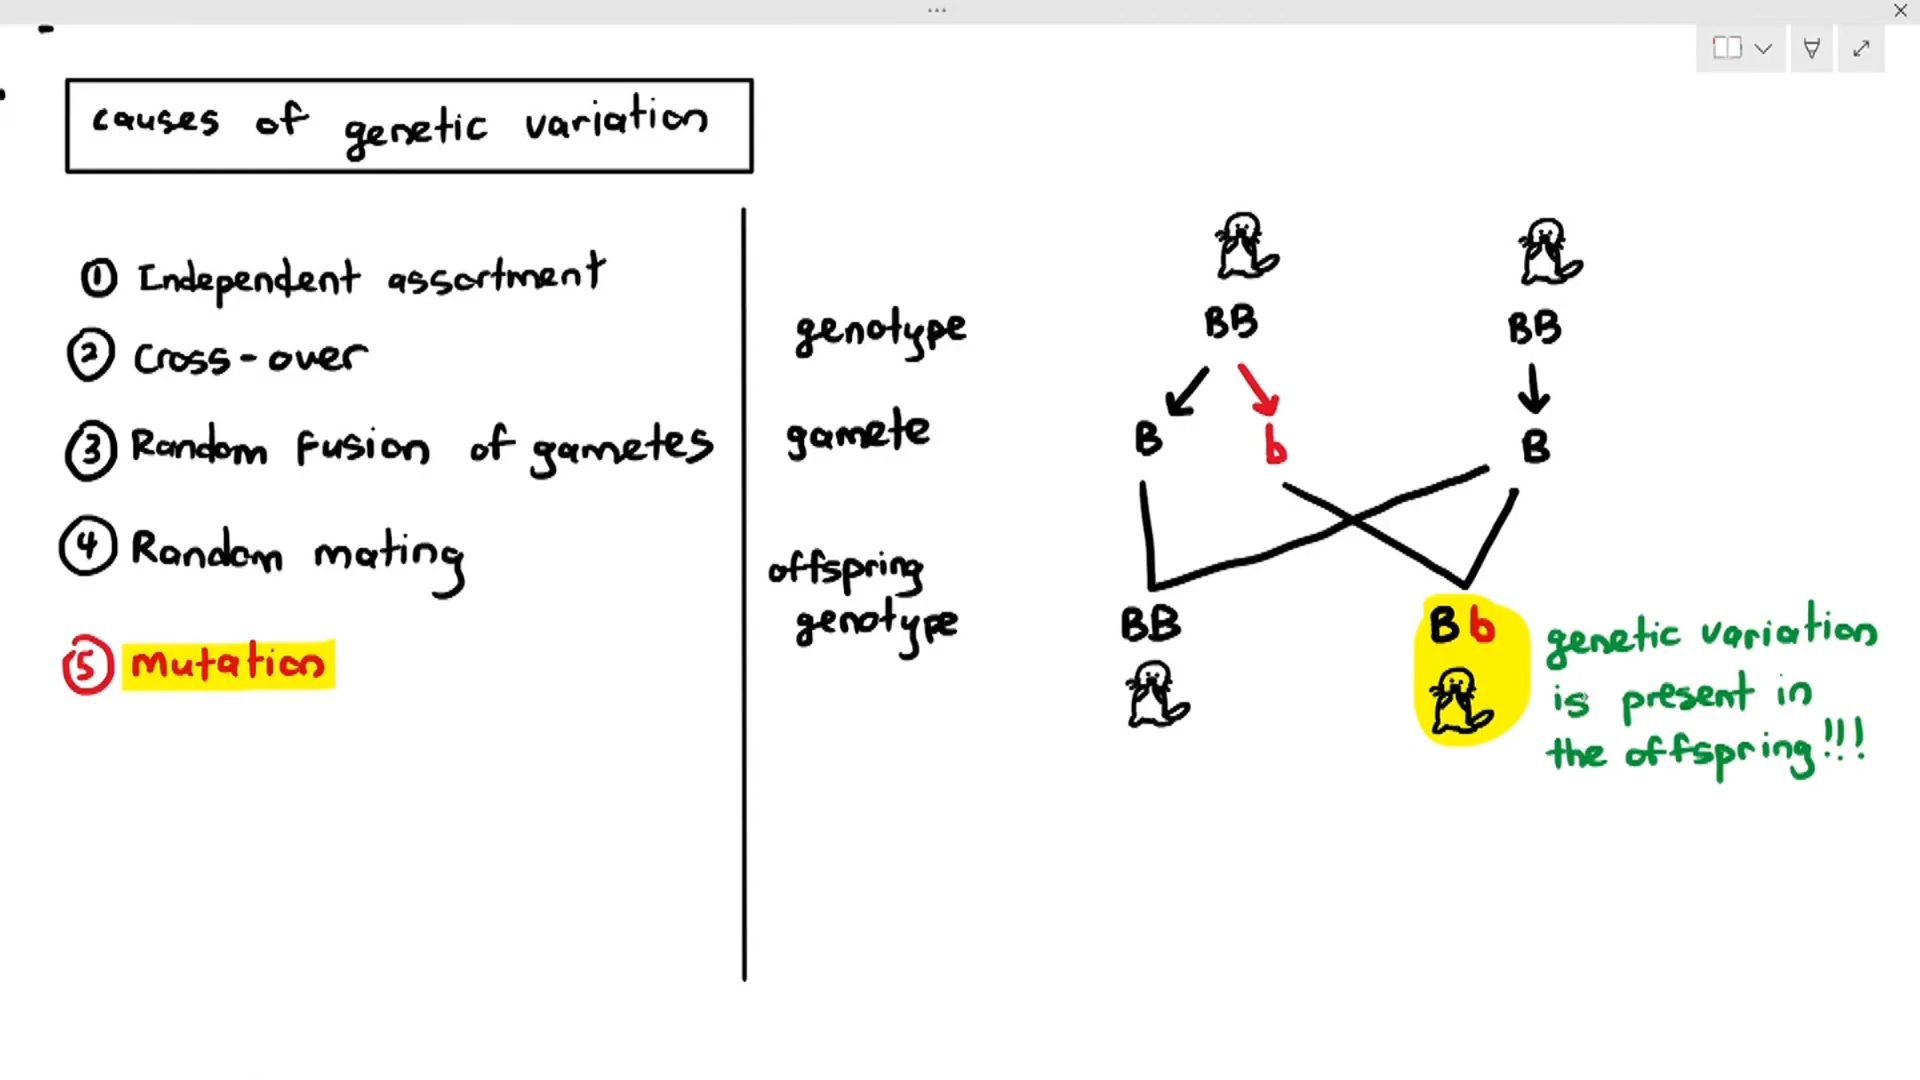 causes of genetic variation
① Independent assortment
② Cross-over
③ Random fusion of gametes
④ Random mating
⑤ mutation
genotype BB BB
gamete B b B
offspring
genotype BB Bb
genetic variation
is present in
the offspring!!!